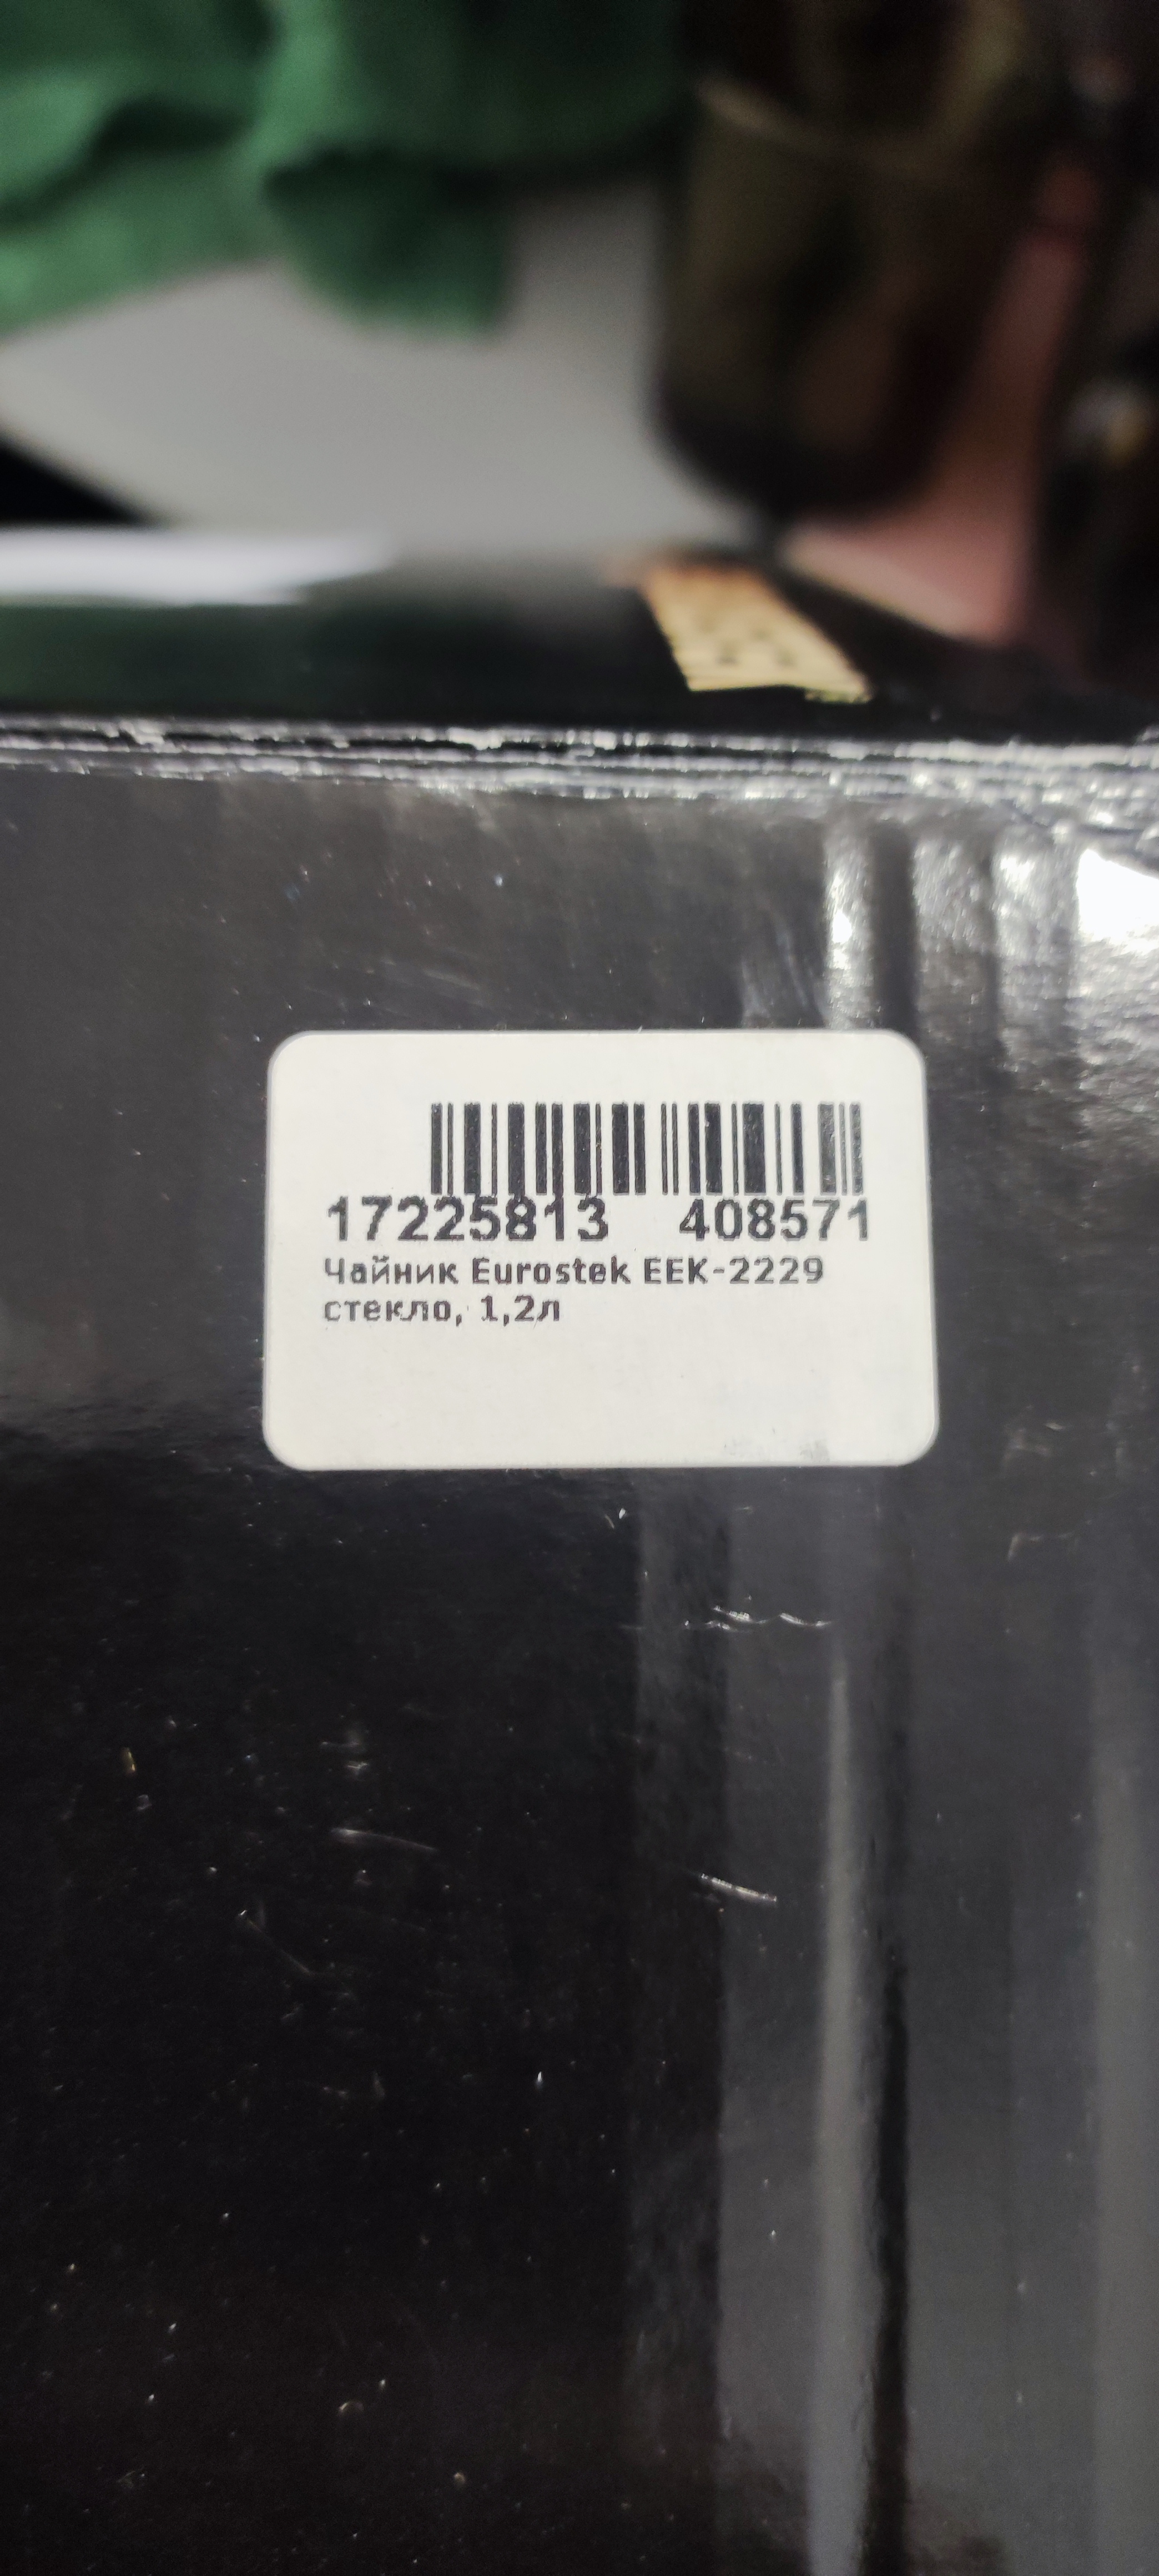 17225813 408571
Чайник Eurostek EEK-2229
стекло, 1,2л